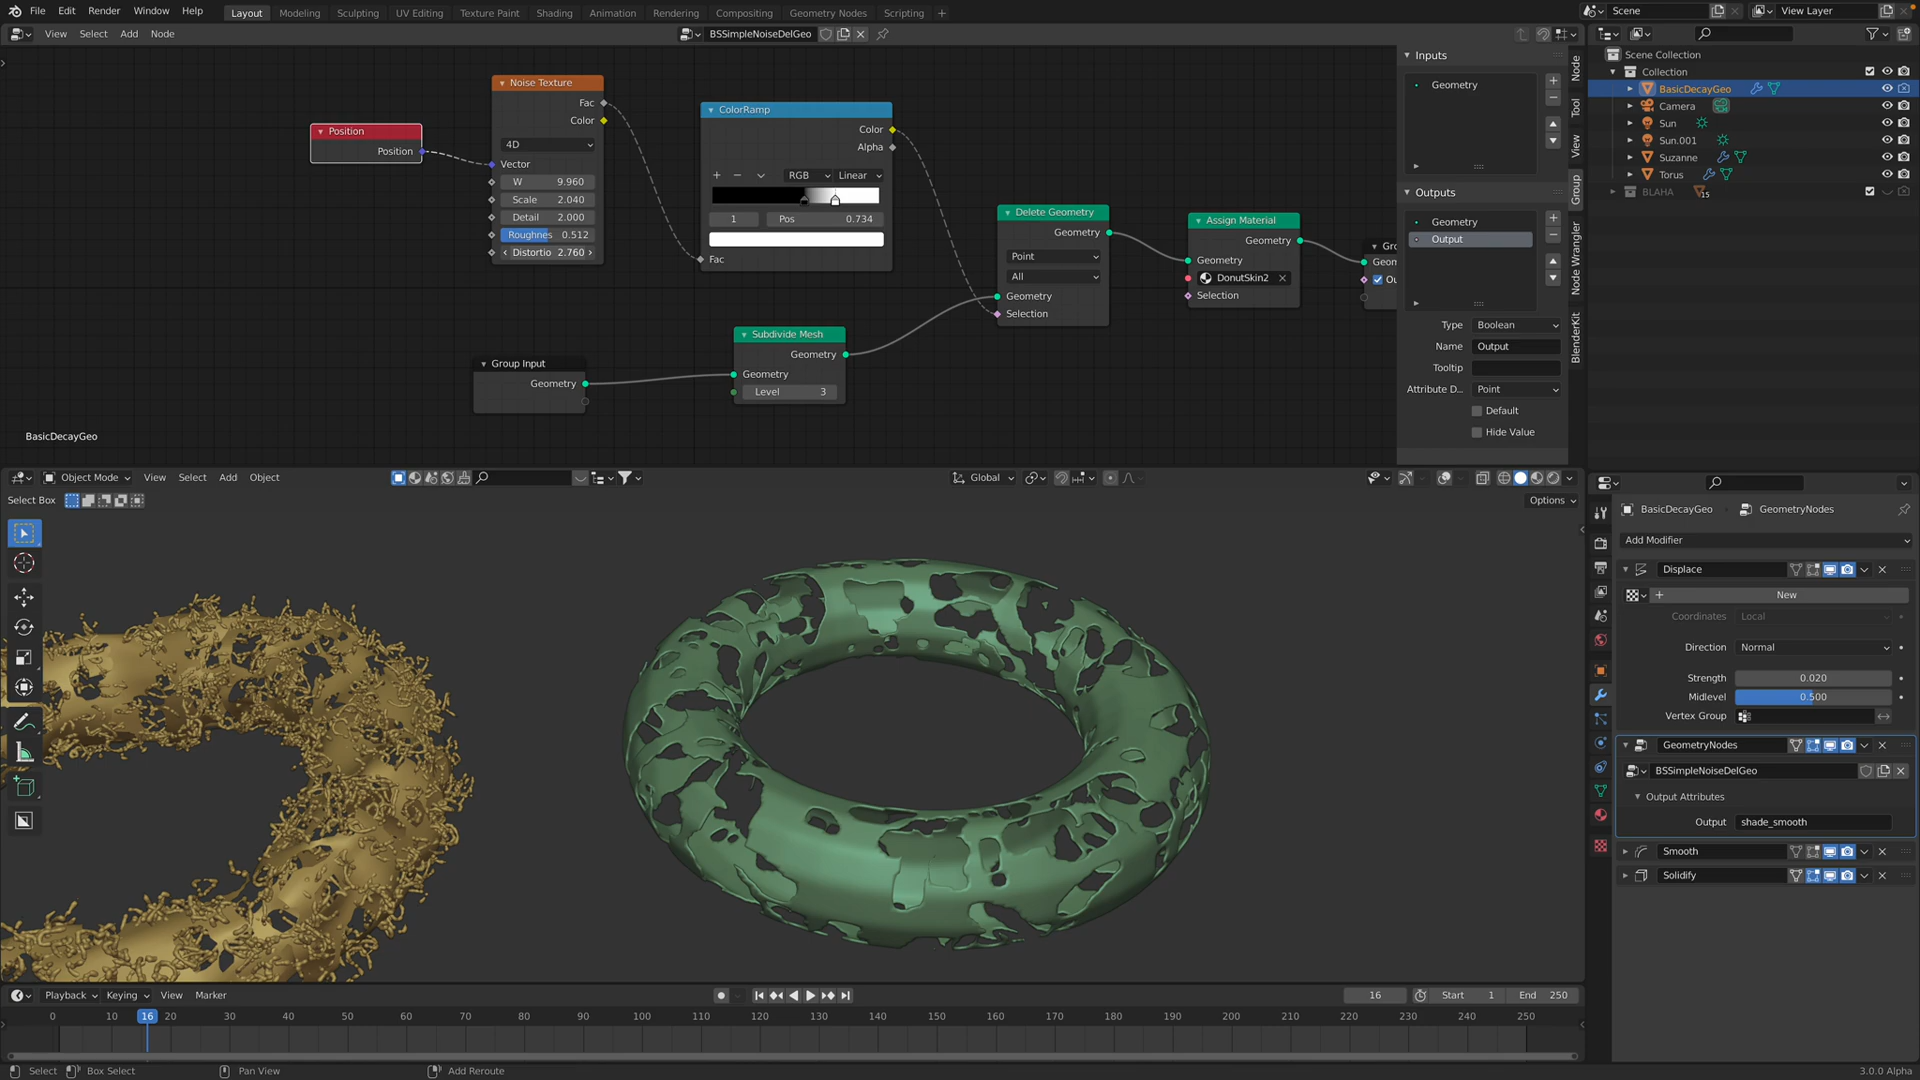 File Edit Render Window Help Layout Modeling Sculpting UV Editing Texture Paint Shading Animation Rendering Compositing Geometry Nodes Scripting + Scene View Layer
View Select Add Node BSSimpleNoiseDelGeo
Scene Collection
Collection
BasicDecayGeo
Camera
Sun
Sun.001
Suzanne
Torus
BLAHA 15
Position
Position
Noise Texture
Fac
Color
4D
Vector
W 9.960
Scale 2.040
Detail 2.000
Roughnes 0.512
Distortio 2.760
ColorRamp
Color
Alpha
RGB Linear
1 Pos 0.734
Fac
Group Input
Geometry
Subdivide Mesh
Geometry
Geometry
Level 3
Delete Geometry
Geometry
Point
All
Geometry
Selection
Assign Material
Geometry
Geometry
DonutSkin2
Selection
Gro
Geom
Ou
BasicDecayGeo
Inputs
Geometry
Outputs
Geometry
Output
Type Boolean
Name Output
Tooltip
Attribute D... Point
Default
Hide Value
Node
Tool
View
Group
Node Wrangler
BlenderKit
Object Mode View Select Add Object Global
Select Box Options
BasicDecayGeo GeometryNodes
Add Modifier
Displace
New
Coordinates Local
Direction Normal
Strength 0.020
Midlevel 0.500
Vertex Group
GeometryNodes
BSSimpleNoiseDelGeo
Output Attributes
Output shade_smooth
Smooth
Solidify
Playback Keying View Marker 16 Start 1 End 250
0 10 16 20 30 40 50 60 70 80 90 100 110 120 130 140 150 160 170 180 190 200 210 220 230 240 250
Select Box Select Pan View Add Reroute 3.0.0 Alpha